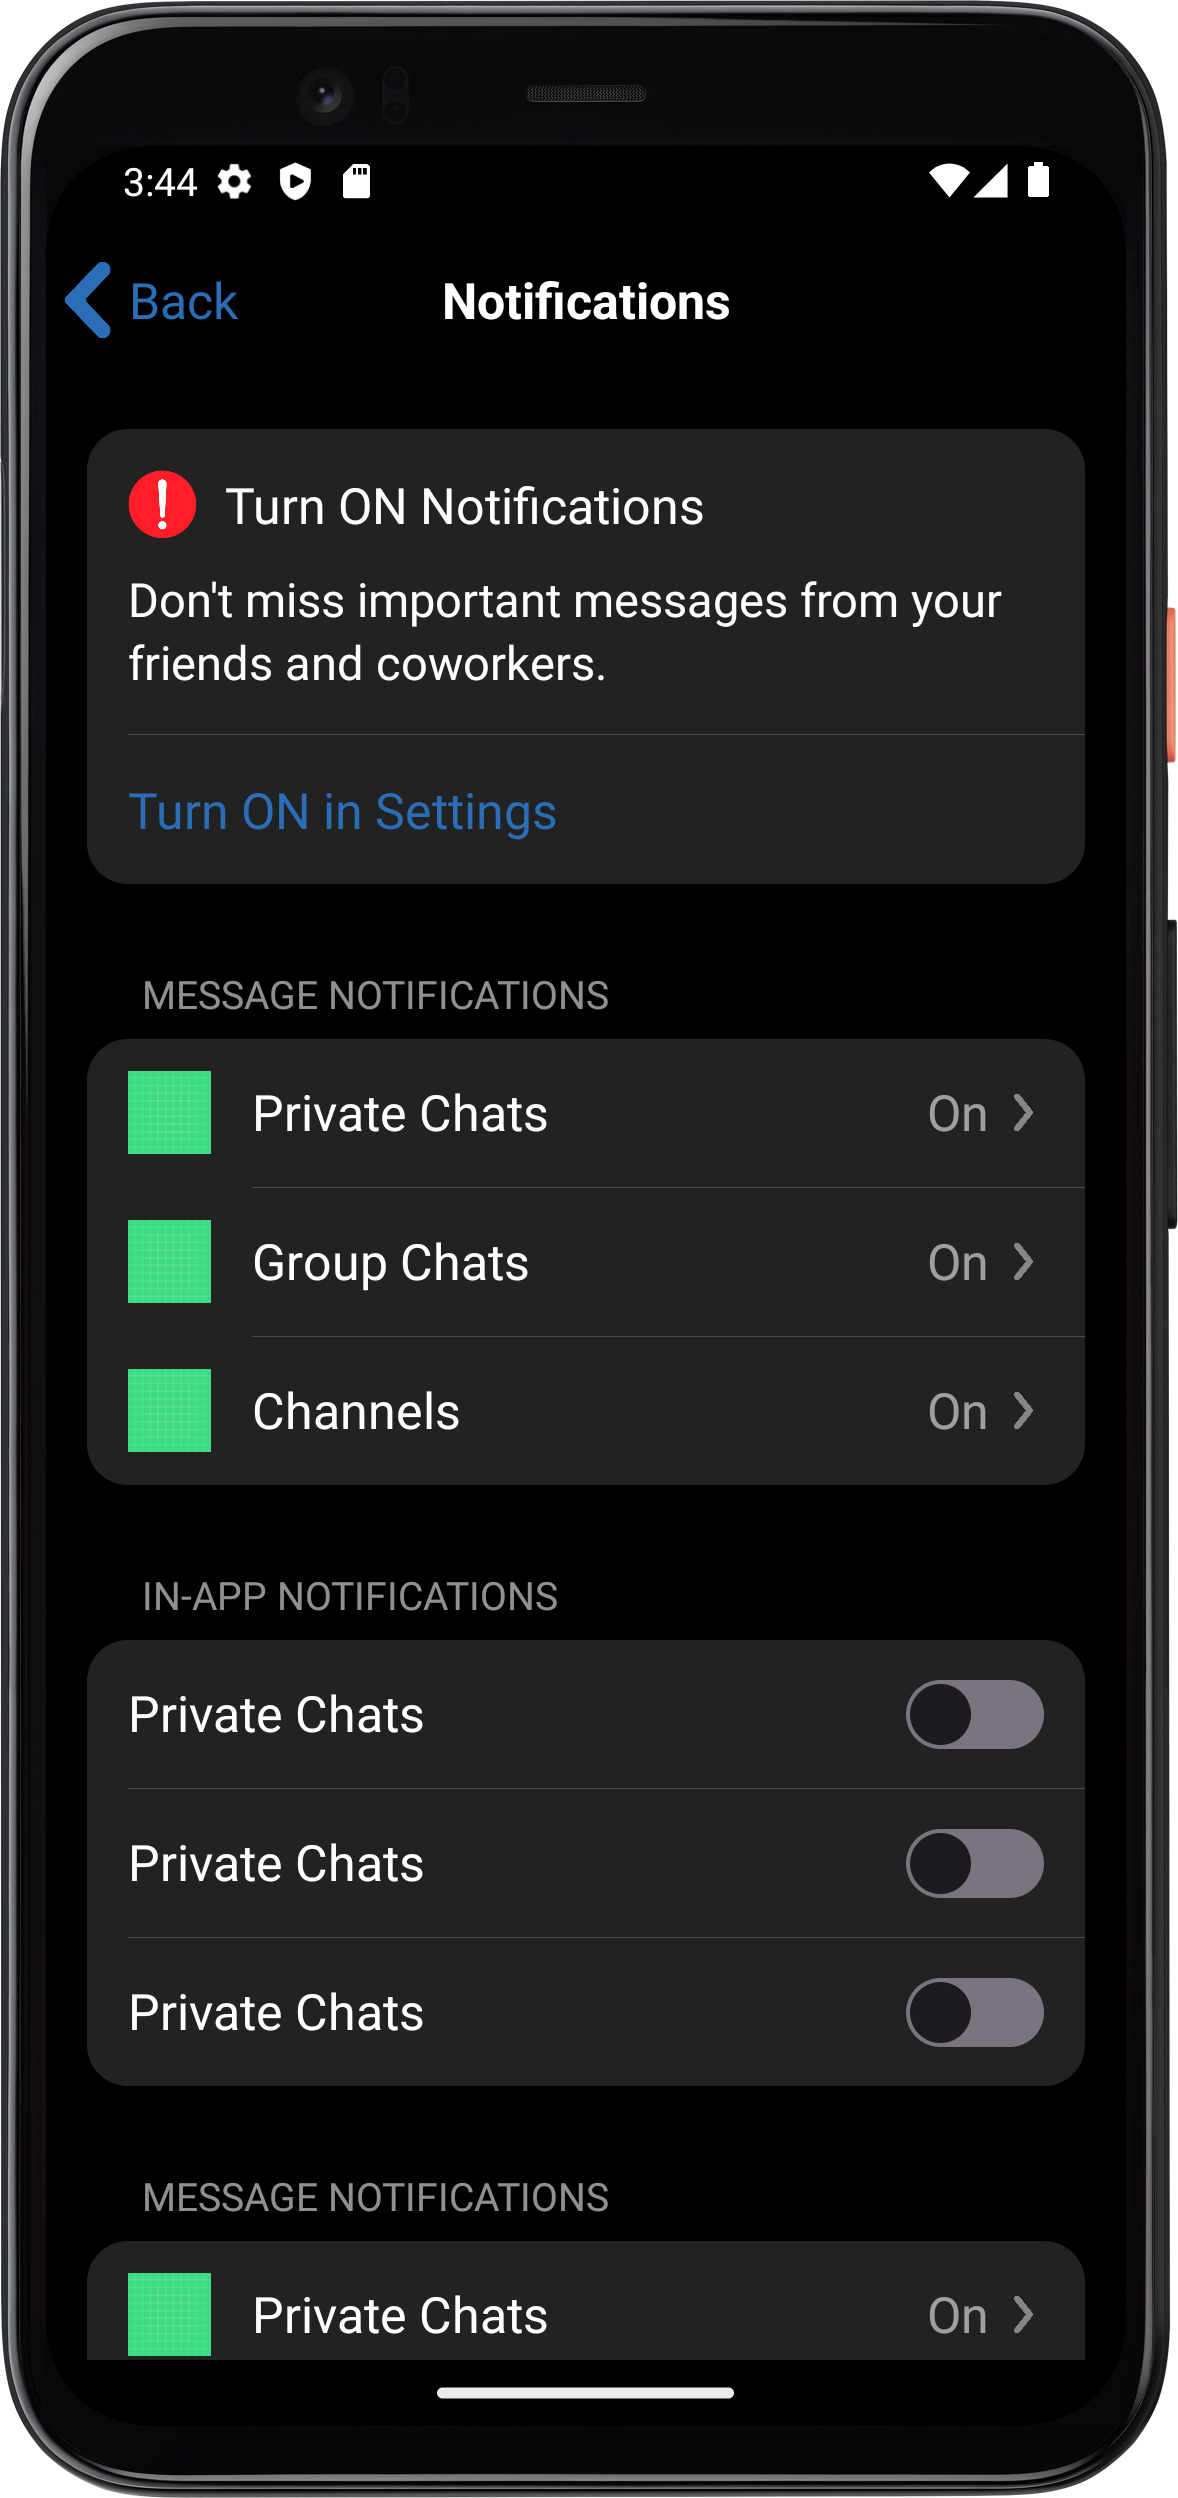 3:44
Back
Notifications
Turn ON Notifications
Don't miss important messages from your
friends and coworkers.
Turn ON in Settings
MESSAGE NOTIFICATIONS
Private Chats On
Group Chats On
Channels On
IN-APP NOTIFICATIONS
Private Chats
Private Chats
Private Chats
MESSAGE NOTIFICATIONS
Private Chats On